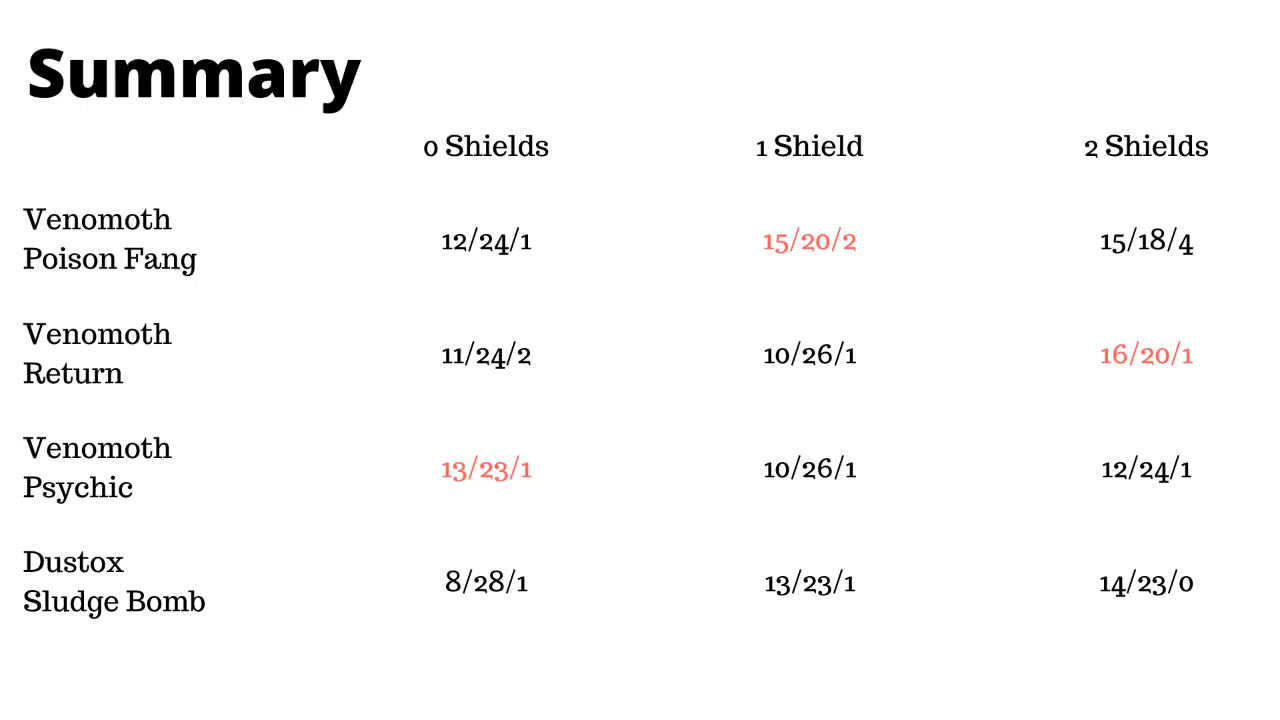 Summary
0 Shields 1 Shield 2 Shields
Venomoth
Poison Fang 12/24/1 15/20/2 15/18/4
Venomoth
Return 11/24/2 10/26/1 16/20/1
Venomoth
Psychic 13/23/1 10/26/1 12/24/1
Dustox
Sludge Bomb 8/28/1 13/23/1 14/23/0